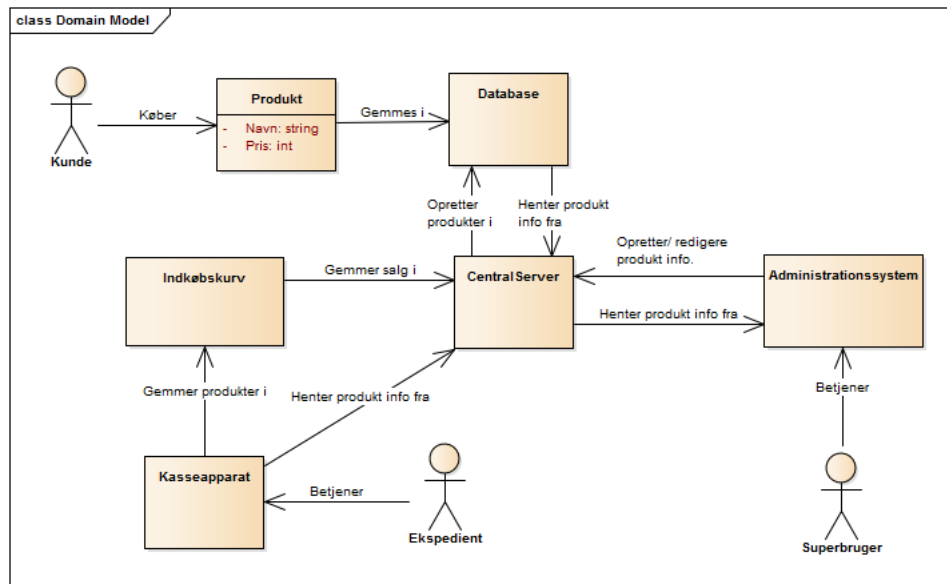 class Domain Model
Produkt
- Navn: string
- Pris: int
Database
Køber
Gemmes i
Kunde
Opretter
produkter i
Henter produkt
info fra
Opretter/ redigere
produkt info.
Indkøbskurv
Gemmer salg i
CentralServer
Administrationssystem
Henter produkt info fra
Gemmer produkter i
Henter produkt info fra
Betjener
Kasseapparat
Betjener
Ekspedient
Superbruger